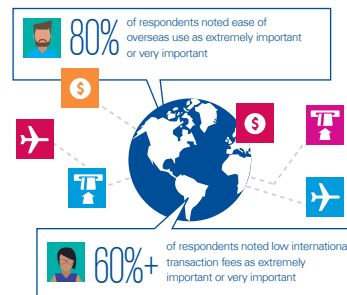 80%
of respondents noted ease of
overseas use as extremely important
or very important
$
$
60%+
of respondents noted low internationa
transaction fees as extremely
important or very important